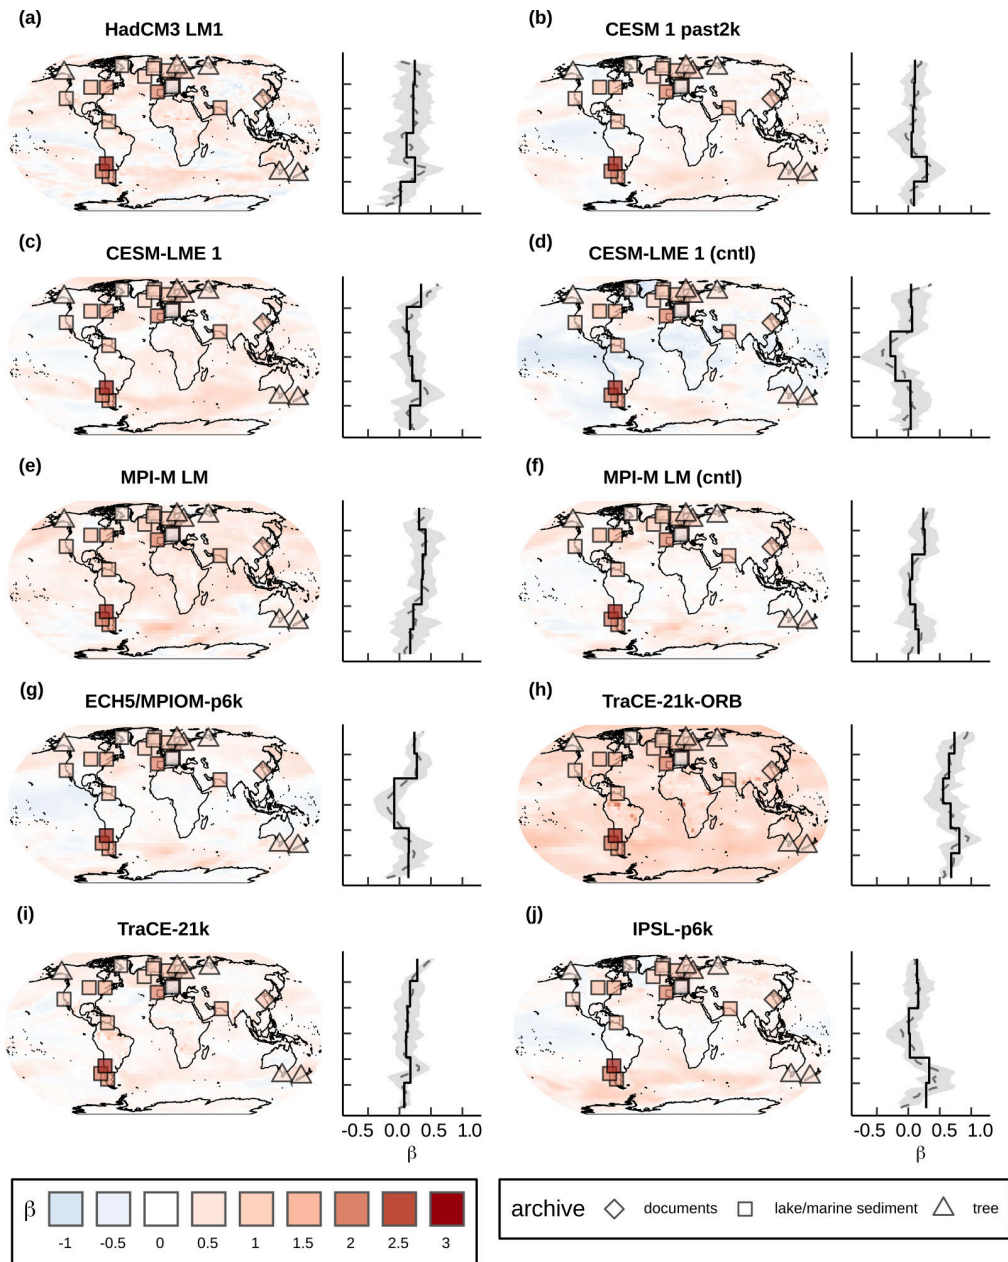 (a)
HadCM3 LM1
(b)
CESM 1 past2k
(c)
CESM-LME 1
(d)
CESM-LME 1 (cntl)
(e)
MPI-M LM
(f)
MPI-M LM (cntl)
(g)
ECH5/MPIOM-p6k
(h)
TraCE-21k-ORB
(i)
TraCE-21k
(j)
IPSL-p6k
-0.5 0.0 0.5 1.0
β
-0.5 0.0 0.5 1.0
β
β
-1 -0.5 0 0.5 1 1.5 2 2.5 3
archive documents lake/marine sediment tree